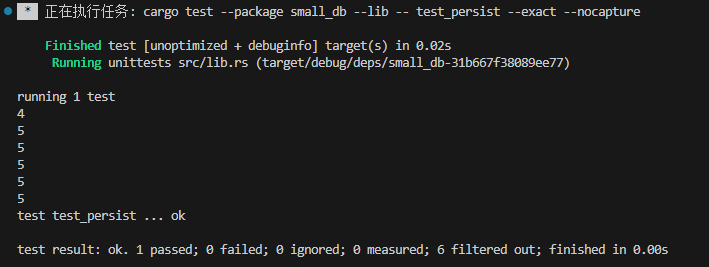 * 正在执行任务: cargo test --package small_db --lib -- test_persist --exact --nocapture
Finished test [unoptimized + debuginfo] target(s) in 0.02s
Running unittests src/lib.rs (target/debug/deps/small_db-31b667f38089ee77)
running 1 test
4
5
5
5
5
5
test test_persist ... ok
test result: ok. 1 passed; 0 failed; 0 ignored; 0 measured; 6 filtered out; finished in 0.00s